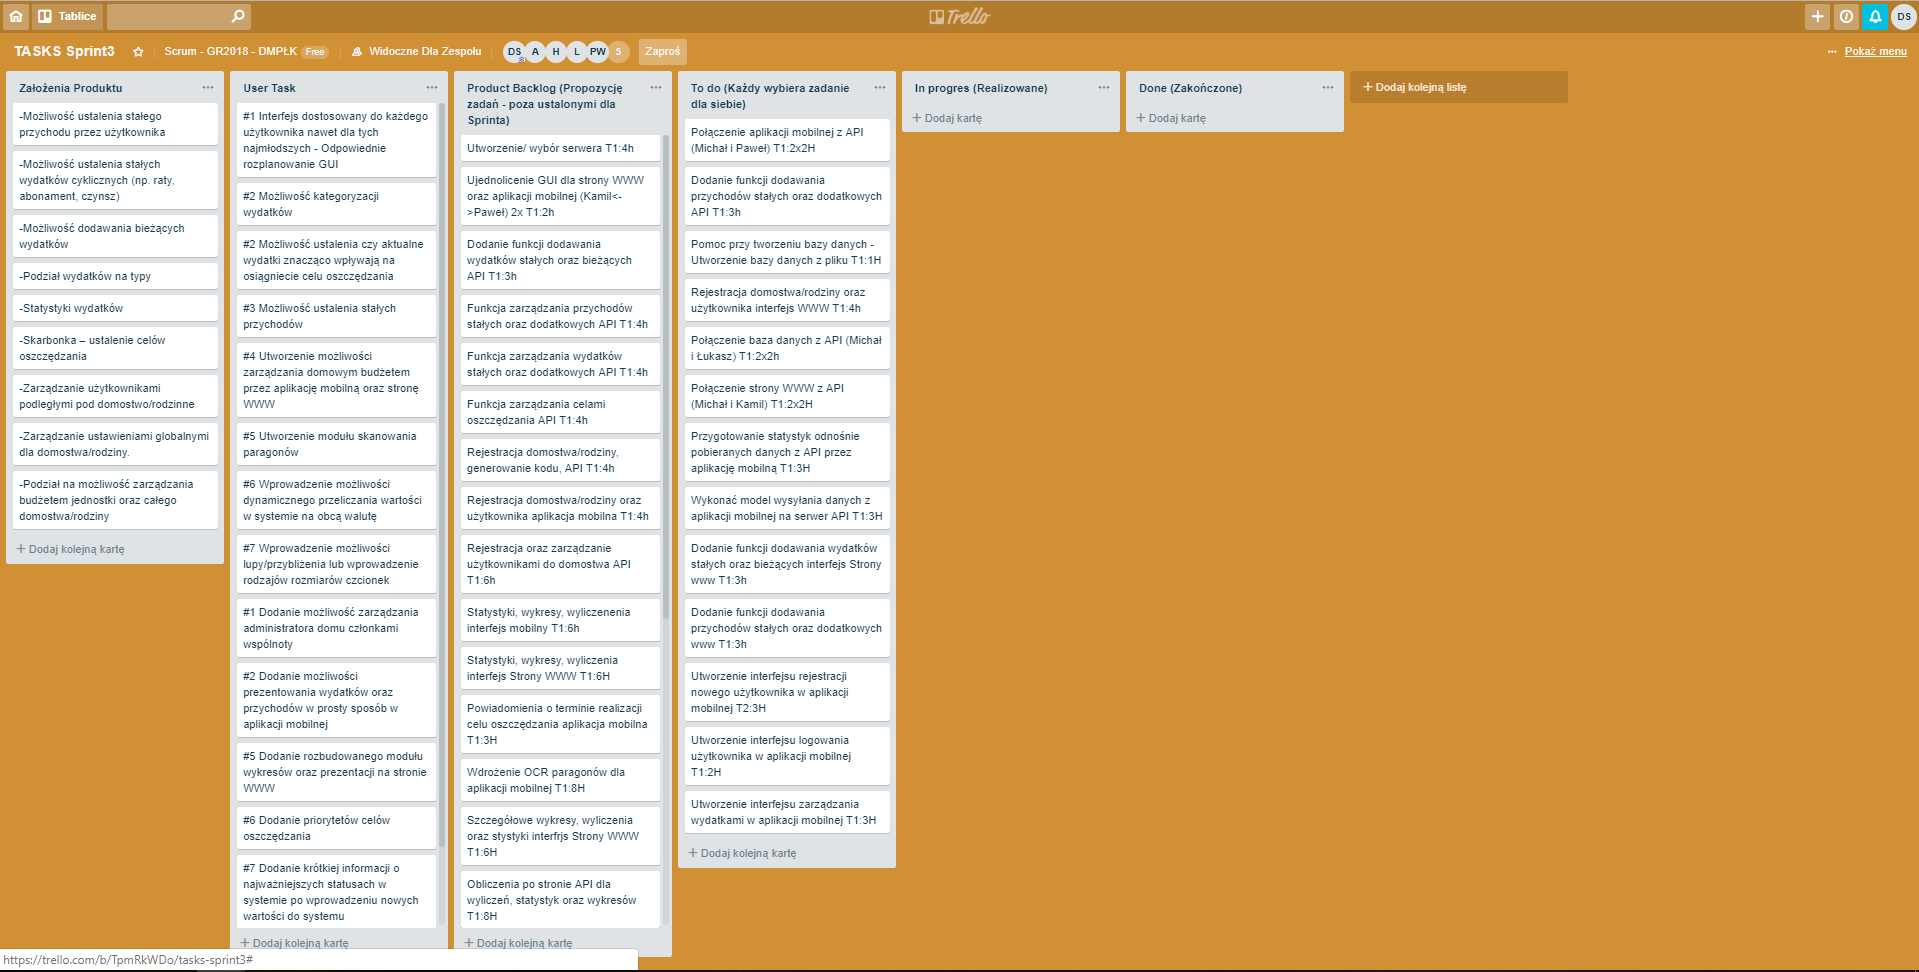 Tablice
Trello
DS
TASKS Sprint3
Scrum - GR2018 - DMPŁK Free
Widoczne Dla Zespołu
DS A H L PW 5
Zaproś
Pokaż menu
Założenia Produktu
-Możliwość ustalenia stałego
przychodu przez użytkownika
-Możliwość ustalenia stałych
wydatków cyklicznych (np. raty,
abonament, czynsz)
-Możliwość dodawania bieżących
wydatków
-Podział wydatków na typy
-Statystyki wydatków
-Skarbonka – ustalenie celów
oszczędzania
-Zarządzanie użytkownikami
podległymi pod domostwo/rodzinne
-Zarządzanie ustawieniami globalnymi
dla domostwa/rodziny.
-Podział na możliwość zarządzania
budżetem jednostki oraz całego
domostwa/rodziny
+ Dodaj kolejną kartę
User Task
#1 Interfejs dostosowany do każdego
użytkownika nawet dla tych
najmłodszych - Odpowiednie
rozplanowanie GUI
#2 Możliwość kategoryzacji
wydatków
#2 Możliwość ustalenia czy aktualne
wydatki znacząco wpływają na
osiągniecie celu oszczędzania
#3 Możliwość ustalenia stałych
przychodów
#4 Utworzenie możliwości
zarządzania domowym budżetem
przez aplikację mobilną oraz stronę
WWW
#5 Utworzenie modułu skanowania
paragonów
#6 Wprowadzenie możliwości
dynamicznego przeliczania wartości
w systemie na obcą walutę
#7 Wprowadzenie możliwości
lupy/przybliżenia lub wprowadzenie
rodzajów rozmiarów czcionek
#1 Dodanie możliwość zarządzania
administratora domu członkami
wspólnoty
#2 Dodanie możliwości
prezentowania wydatków oraz
przychodów w prosty sposób w
aplikacji mobilnej
#5 Dodanie rozbudowanego modułu
wykresów oraz prezentacji na stronie
WWW
#6 Dodanie priorytetów celów
oszczędzania
#7 Dodanie krótkiej informacji o
najważniejszych statusach w
systemie po wprowadzeniu nowych
wartości do systemu
+ Dodaj kolejną kartę
Product Backlog (Propozycję
zadań - poza ustalonymi dla
Sprinta)
Utworzenie/ wybór serwera T1:4h
Ujednolicenie GUI dla strony WWW
oraz aplikacji mobilnej (Kamil<-
>Paweł) 2x T1:2h
Dodanie funkcji dodawania
wydatków stałych oraz bieżących
API T1:3h
Funkcja zarządzania przychodów
stałych oraz dodatkowych API T1:4h
Funkcja zarządzania wydatków
stałych oraz dodatkowych API T1:4h
Funkcja zarządzania celami
oszczędzania API T1:4h
Rejestracja domostwa/rodziny,
generowanie kodu, API T1:4h
Rejestracja domostwa/rodziny oraz
użytkownika aplikacja mobilna T1:4h
Rejestracja oraz zarządzanie
użytkownikami do domostwa API
T1:6h
Statystyki, wykresy, wyliczenenia
interfejs mobilny T1:6h
Statystyki, wykresy, wyliczenia
interfejs Strony WWW T1:6H
Powiadomienia o terminie realizacji
celu oszczędzania aplikacja mobilna
T1:3H
Wdrożenie OCR paragonów dla
aplikacji mobilnej T1:8H
Szczegółowe wykresy, wyliczenia
oraz stystyki interfrjs Strony WWW
T1:6H
Obliczenia po stronie API dla
wyliczeń, statystyk oraz wykresów
T1:8H
+ Dodaj kolejną kartę
To do (Każdy wybiera zadanie
dla siebie)
Połączenie aplikacji mobilnej z API
(Michał i Paweł) T1:2x2H
Dodanie funkcji dodawania
przychodów stałych oraz dodatkowych
API T1:3h
Pomoc przy tworzeniu bazy danych -
Utworzenie bazy danych z pliku T1:1H
Rejestracja domostwa/rodziny oraz
użytkownika interfejs WWW T1:4h
Połączenie baza danych z API (Michał
i Łukasz) T1:2x2h
Połączenie strony WWW z API
(Michał i Kamil) T1:2x2H
Przygotowanie statystyk odnośnie
pobieranych danych z API przez
aplikację mobilną T1:3H
Wykonać model wysyłania danych z
aplikacji mobilnej na serwer API T1:3H
Dodanie funkcji dodawania wydatków
stałych oraz bieżących interfejs Strony
www T1:3h
Dodanie funkcji dodawania
przychodów stałych oraz dodatkowych
www T1:3h
Utworzenie interfejsu rejestracji
nowego użytkownika w aplikacji
mobilnej T2:3H
Utworzenie interfejsu logowania
użytkownika w aplikacji mobilnej
T1:2H
Utworzenie interfejsu zarządzania
wydatkami w aplikacji mobilnej T1:3H
+ Dodaj kolejną kartę
In progres (Realizowane)
+ Dodaj kartę
Done (Zakończone)
+ Dodaj kartę
+ Dodaj kolejną listę
https://trello.com/b/TpmRkWDo/tasks-sprint3#